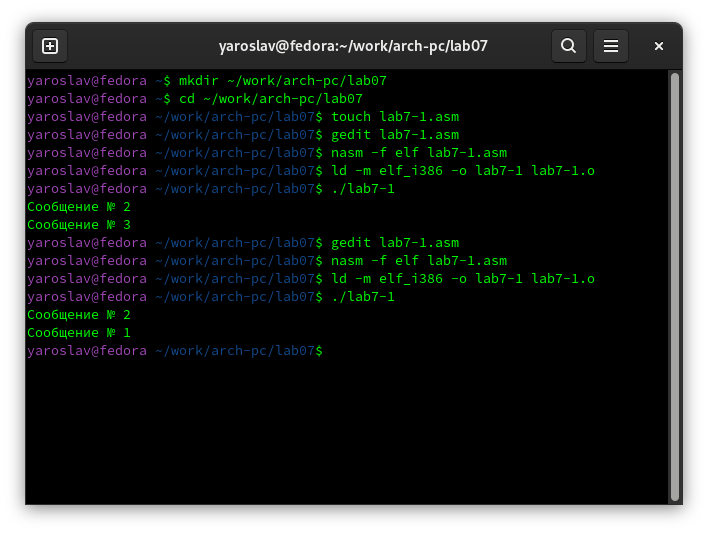 yaroslav@fedora:~/work/arch-pc/lab07
yaroslav@fedora ~$ mkdir ~/work/arch-pc/lab07
yaroslav@fedora ~$ cd ~/work/arch-pc/lab07
yaroslav@fedora ~/work/arch-pc/lab07$ touch lab7-1.asm
yaroslav@fedora ~/work/arch-pc/lab07$ gedit lab7-1.asm
yaroslav@fedora ~/work/arch-pc/lab07$ nasm -f elf lab7-1.asm
yaroslav@fedora ~/work/arch-pc/lab07$ ld -m elf_i386 -o lab7-1 lab7-1.o
yaroslav@fedora ~/work/arch-pc/lab07$ ./lab7-1
Сообщение № 2
Сообщение № 3
yaroslav@fedora ~/work/arch-pc/lab07$ gedit lab7-1.asm
yaroslav@fedora ~/work/arch-pc/lab07$ nasm -f elf lab7-1.asm
yaroslav@fedora ~/work/arch-pc/lab07$ ld -m elf_i386 -o lab7-1 lab7-1.o
yaroslav@fedora ~/work/arch-pc/lab07$ ./lab7-1
Сообщение № 2
Сообщение № 1
yaroslav@fedora ~/work/arch-pc/lab07$